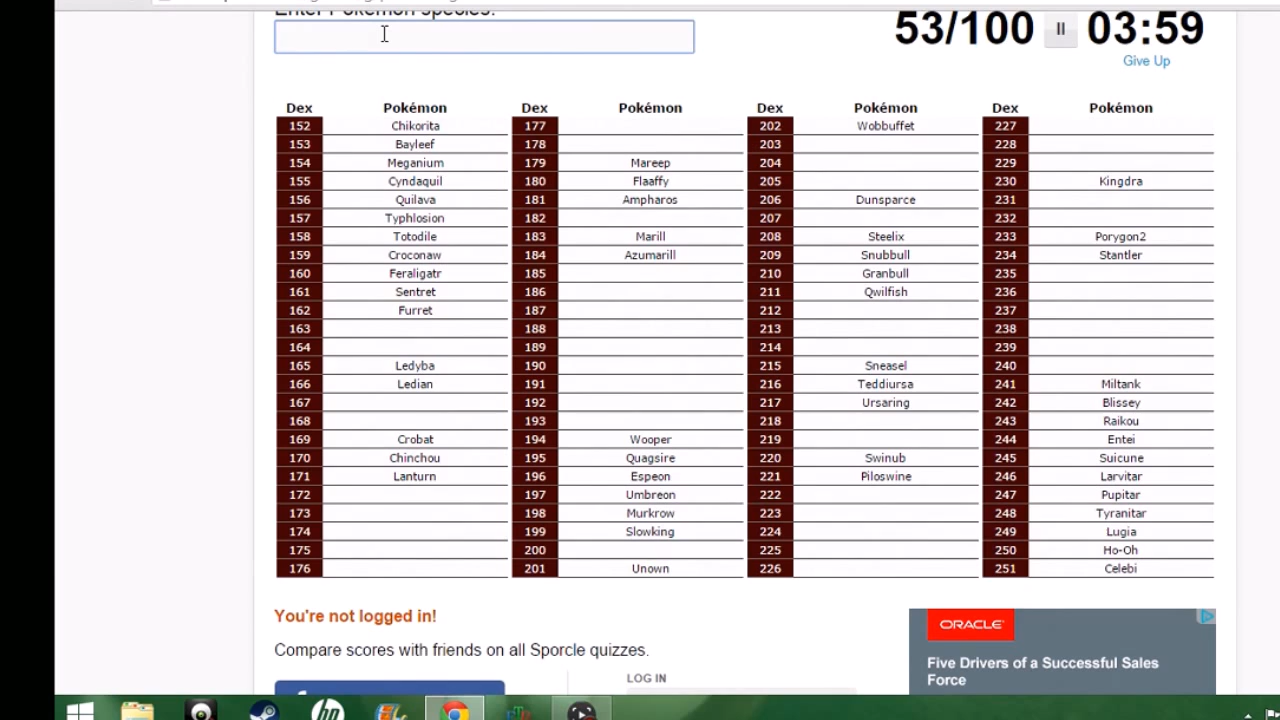 Enter Pokémon species:
53/100 03:59
Give Up
Dex Pokémon Dex Pokémon Dex Pokémon Dex Pokémon
152 Chikorita 177 202 Wobbuffet 227
153 Bayleef 178 203 228
154 Meganium 179 Mareep 204 229
155 Cyndaquil 180 Flaaffy 205 230 Kingdra
156 Quilava 181 Ampharos 206 Dunsparce 231
157 Typhlosion 182 207 232
158 Totodile 183 Marill 208 Steelix 233 Porygon2
159 Croconaw 184 Azumarill 209 Snubbull 234 Stantler
160 Feraligatr 185 210 Granbull 235
161 Sentret 186 211 Qwilfish 236
162 Furret 187 212 237
163 188 213 238
164 189 214 239
165 Ledyba 190 215 Sneasel 240
166 Ledian 191 216 Teddiursa 241 Miltank
167 192 217 Ursaring 242 Blissey
168 193 218 243 Raikou
169 Crobat 194 Wooper 219 244 Entei
170 Chinchou 195 Quagsire 220 Swinub 245 Suicune
171 Lanturn 196 Espeon 221 Piloswine 246 Larvitar
172 197 Umbreon 222 247 Pupitar
173 198 Murkrow 223 248 Tyranitar
174 199 Slowking 224 249 Lugia
175 200 225 250 Ho-Oh
176 201 Unown 226 251 Celebi
You're not logged in!
Compare scores with friends on all Sporcle quizzes.
LOG IN
ORACLE
Five Drivers of a Successful Sales
Force
hp